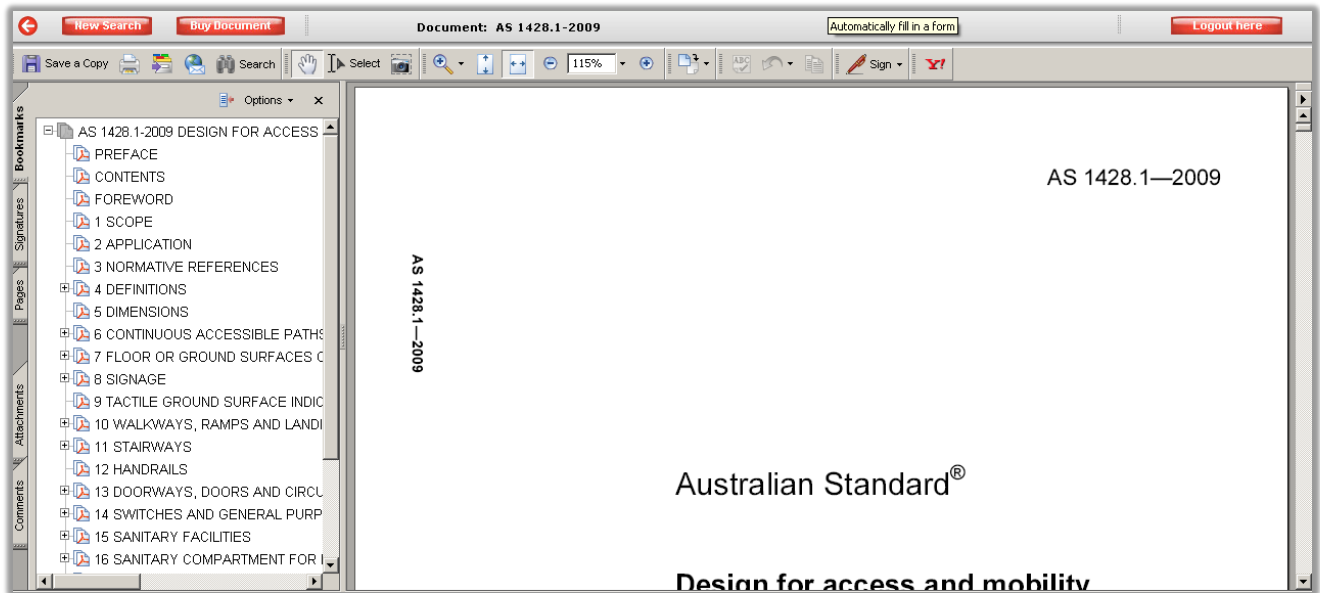 New Search
Buy Document
Document: AS 1428.1-2009
Automatically fill in a form
Logout here
Save a Copy
Search
Select
115%
Sign
Y!
Options
x
Bookmarks
Signatures
Pages
Attachments
Comments
AS 1428.1-2009 DESIGN FOR ACCESS
PREFACE
CONTENTS
FOREWORD
1 SCOPE
2 APPLICATION
3 NORMATIVE REFERENCES
4 DEFINITIONS
5 DIMENSIONS
6 CONTINUOUS ACCESSIBLE PATHS
7 FLOOR OR GROUND SURFACES
8 SIGNAGE
9 TACTILE GROUND SURFACE INDIC
10 WALKWAYS, RAMPS AND LANDI
11 STAIRWAYS
12 HANDRAILS
13 DOORWAYS, DOORS AND CIRCU
14 SWITCHES AND GENERAL PURP
15 SANITARY FACILITIES
16 SANITARY COMPARTMENT FOR
AS 1428.1—2009
AS 1428.1—2009
Australian Standard®
Design for access and mobility